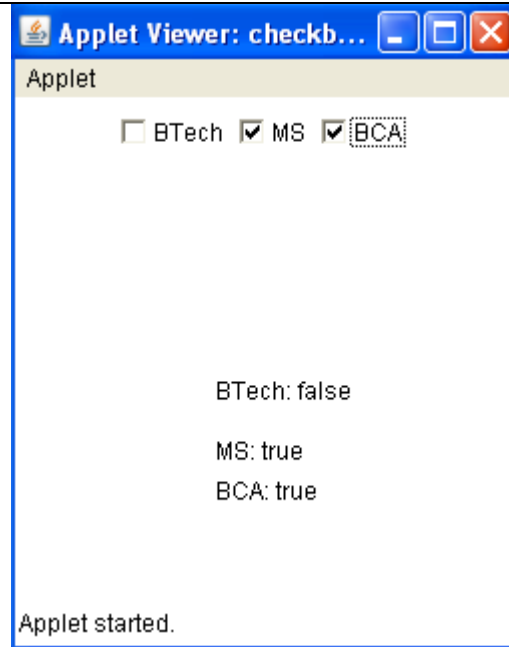 Applet Viewer: checkb...
Applet
BTech MS BCA
BTech: false
MS: true
BCA: true
Applet started.